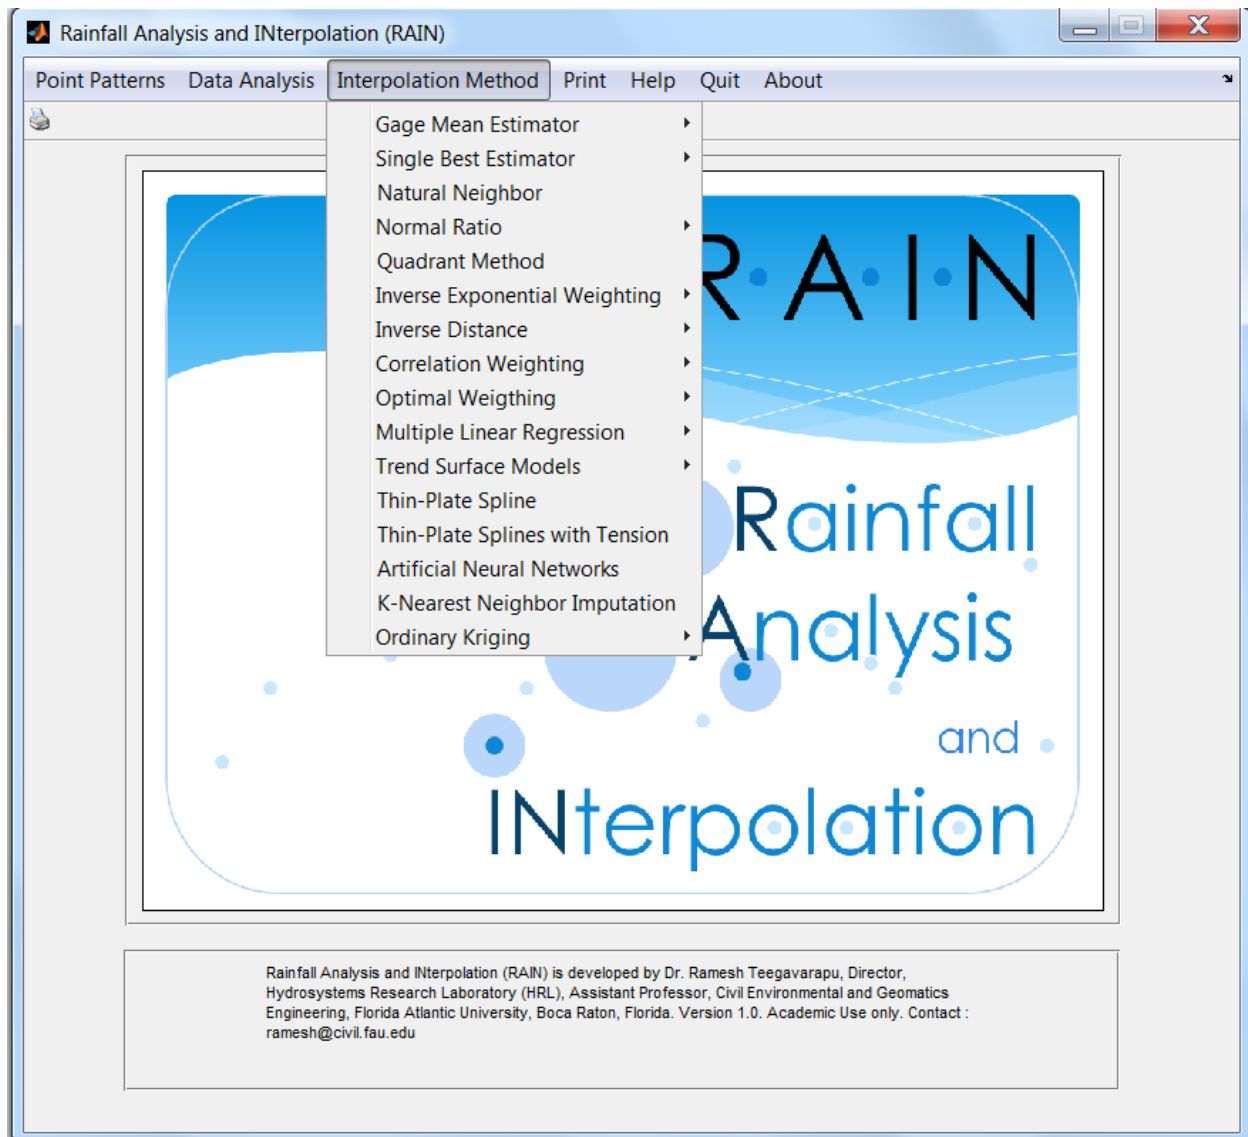 Rainfall Analysis and INterpolation (RAIN)
Point Patterns Data Analysis Interpolation Method Print Help Quit About
Gage Mean Estimator
Single Best Estimator
Natural Neighbor
Normal Ratio
Quadrant Method
Inverse Exponential Weighting
Inverse Distance
Correlation Weighting
Optimal Weigthing
Multiple Linear Regression
Trend Surface Models
Thin-Plate Spline
Thin-Plate Splines with Tension
Artificial Neural Networks
K-Nearest Neighbor Imputation
Ordinary Kriging
R·A·I·N
Rainfall
Analysis
and
INterpolation
Rainfall Analysis and INterpolation (RAIN) is developed by Dr. Ramesh Teegavarapu, Director,
Hydrosystems Research Laboratory (HRL), Assistant Professor, Civil Environmental and Geomatics
Engineering, Florida Atlantic University, Boca Raton, Florida. Version 1.0. Academic Use only. Contact :
ramesh@civil.fau.edu